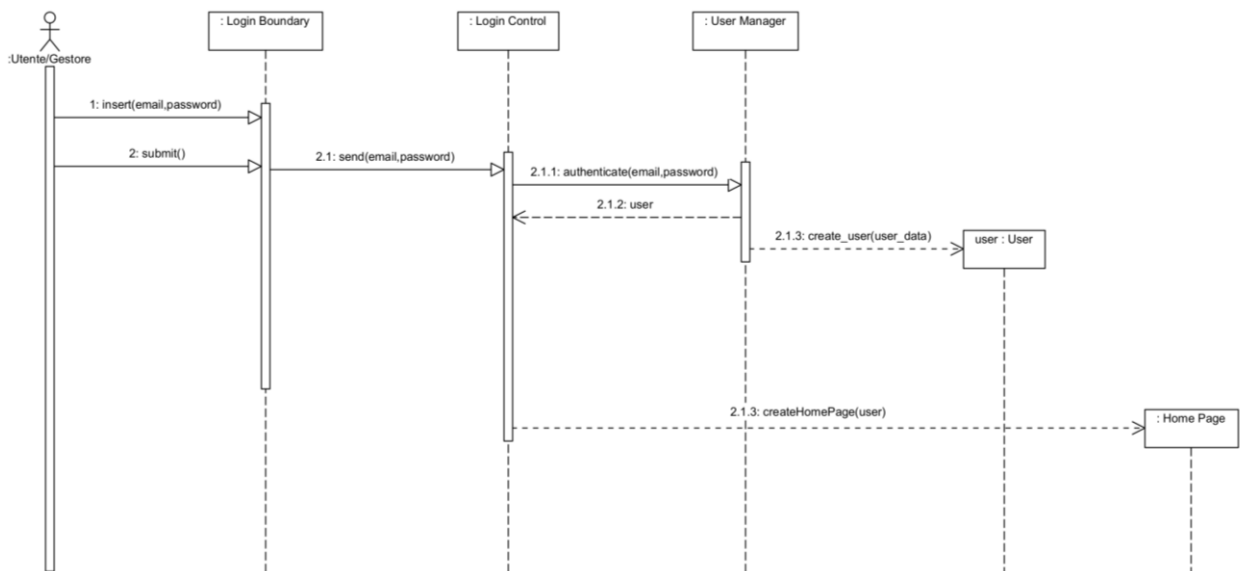 : Login Boundary
: Login Control
: User Manager
:Utente/Gestore
1: insert(email,password)
2: submit()
2.1: send(email,password)
2.1.1: authenticate(email,password)
2.1.2: user
2.1.3: create_user(user_data)
user : User
2.1.3: createHomePage(user)
: Home Page